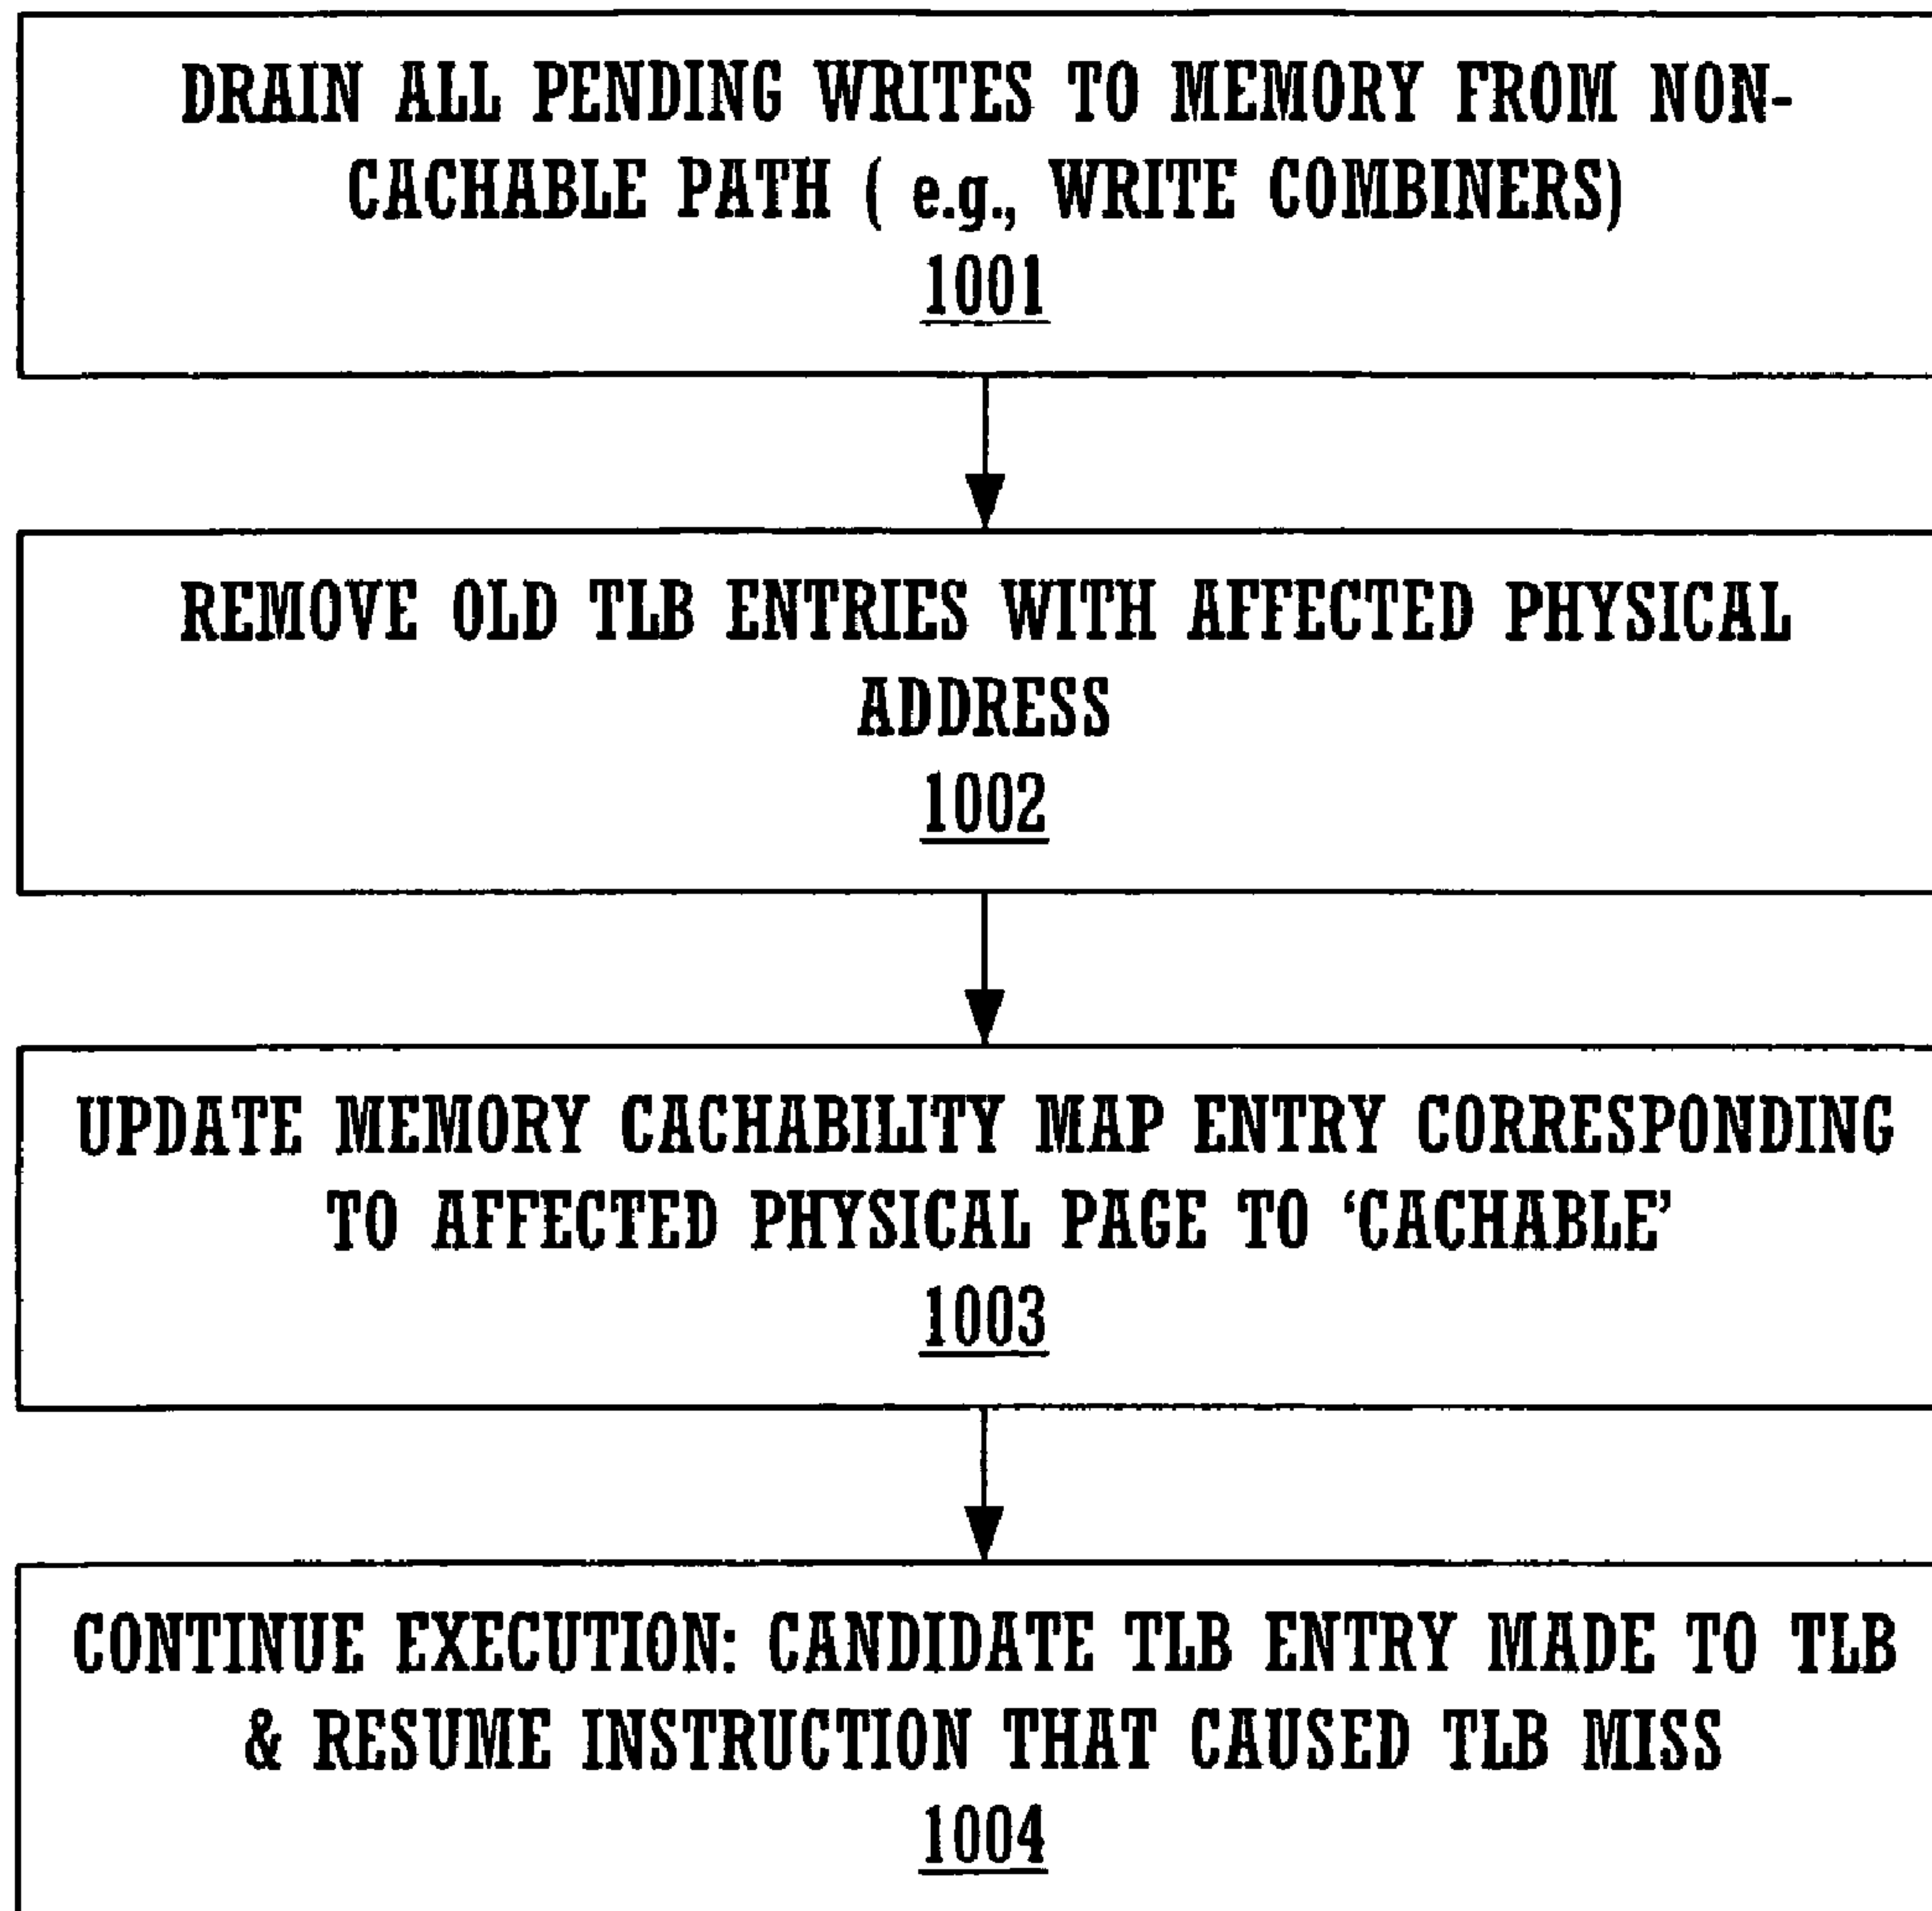 DRAIN ALL PENDING WRITES TO MEMORY FROM NON-
CACHABLE PATH ( e.g., WRITE COMBINERS)
1001
REMOVE OLD TLB ENTRIES WITH AFFECTED PHYSICAL
ADDRESS
1002
UPDATE MEMORY CACHABILITY MAP ENTRY CORRESPONDING
TO AFFECTED PHYSICAL PAGE TO ‘CACHABLE’
1003
CONTINUE EXECUTION: CANDIDATE TLB ENTRY MADE TO TLB
& RESUME INSTRUCTION THAT CAUSED TLB MISS
1004